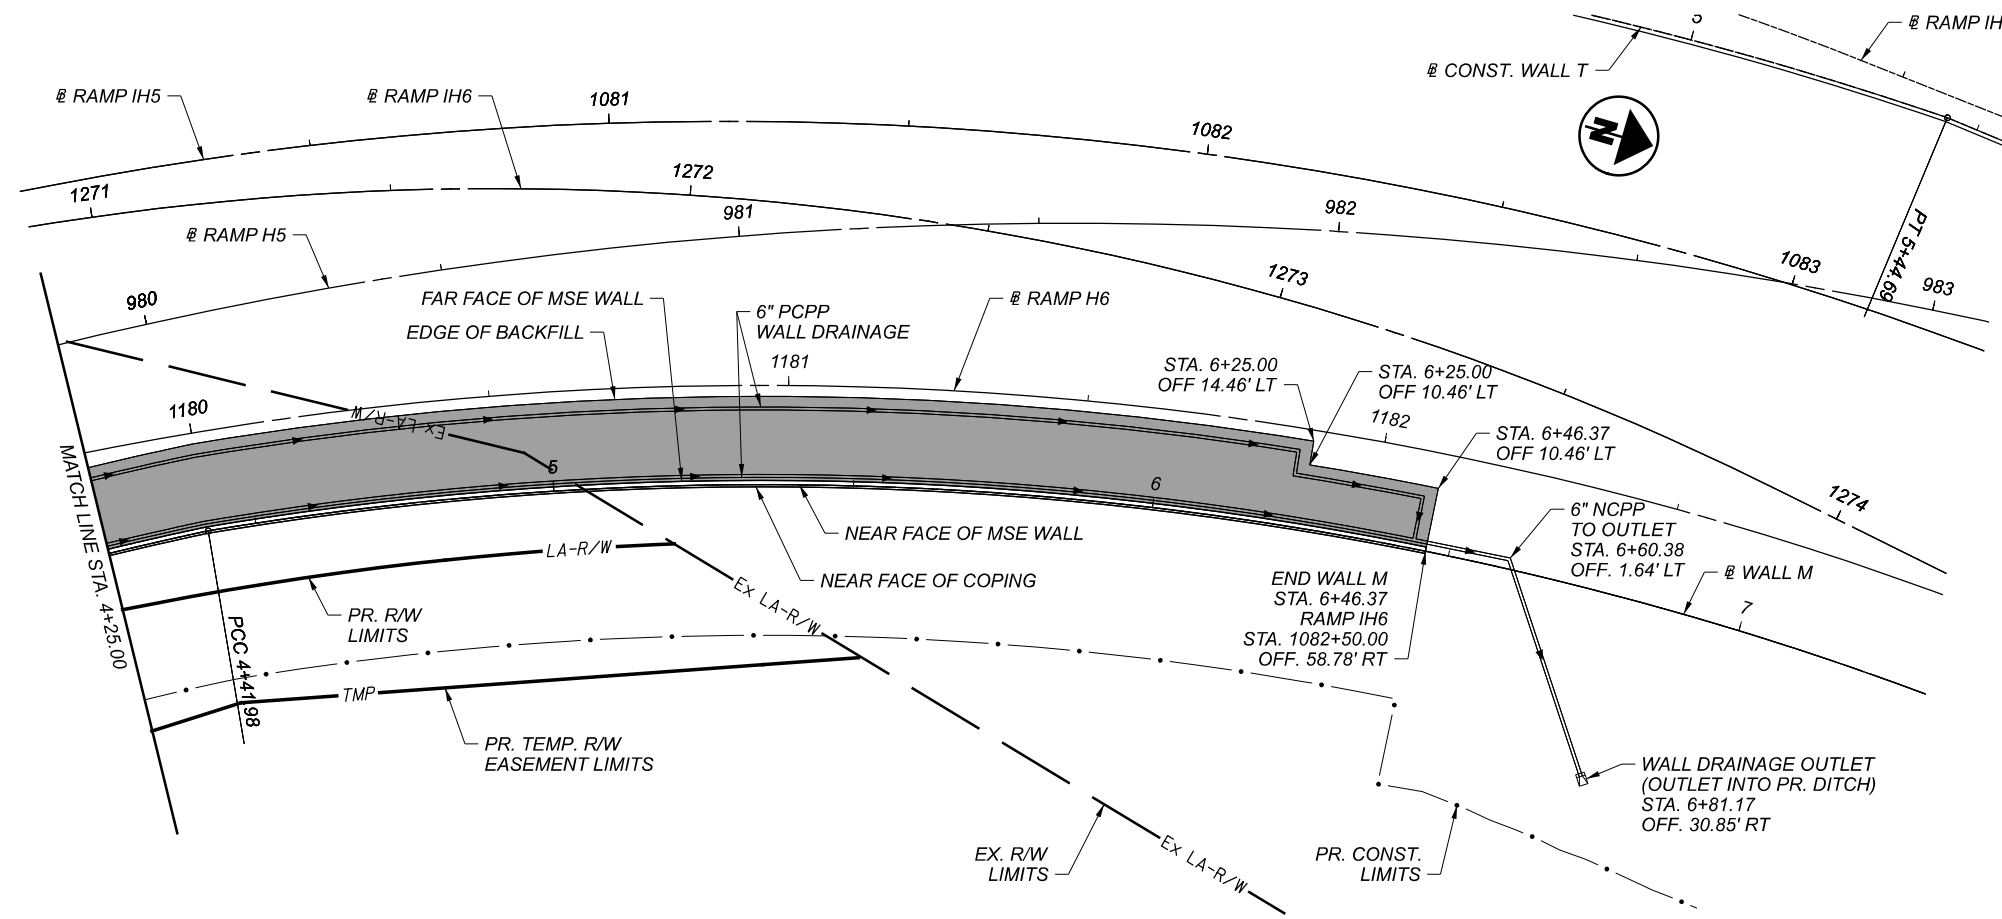 5
℄ RAMP IH
℄ CONST. WALL T
N
℄ RAMP IH5
℄ RAMP IH6
1081
1082
1271
1272
981
982
℄ RAMP H5
PT 5+44.69
1083
983
1273
980
FAR FACE OF MSE WALL
EDGE OF BACKFILL
6" PCPP
WALL DRAINAGE
℄ RAMP H6
1181
STA. 6+25.00
OFF 14.46' LT
STA. 6+25.00
OFF 10.46' LT
1180
Ex LA-R/W
1182
STA. 6+46.37
OFF 10.46' LT
MATCH LINE STA. 4+25.00
5
6
1274
6" NCPP
TO OUTLET
STA. 6+60.38
OFF. 1.64' LT
NEAR FACE OF MSE WALL
LA-R/W
NEAR FACE OF COPING
END WALL M
STA. 6+46.37
RAMP IH6
STA. 1082+50.00
OFF. 58.78' RT
℄ WALL M
7
PR. R/W
LIMITS
Ex LA-R/W
PCC 4+41.98
TMP
PR. TEMP. R/W
EASEMENT LIMITS
WALL DRAINAGE OUTLET
(OUTLET INTO PR. DITCH)
STA. 6+81.17
OFF. 30.85' RT
EX. R/W
LIMITS
Ex LA-R/W
PR. CONST.
LIMITS